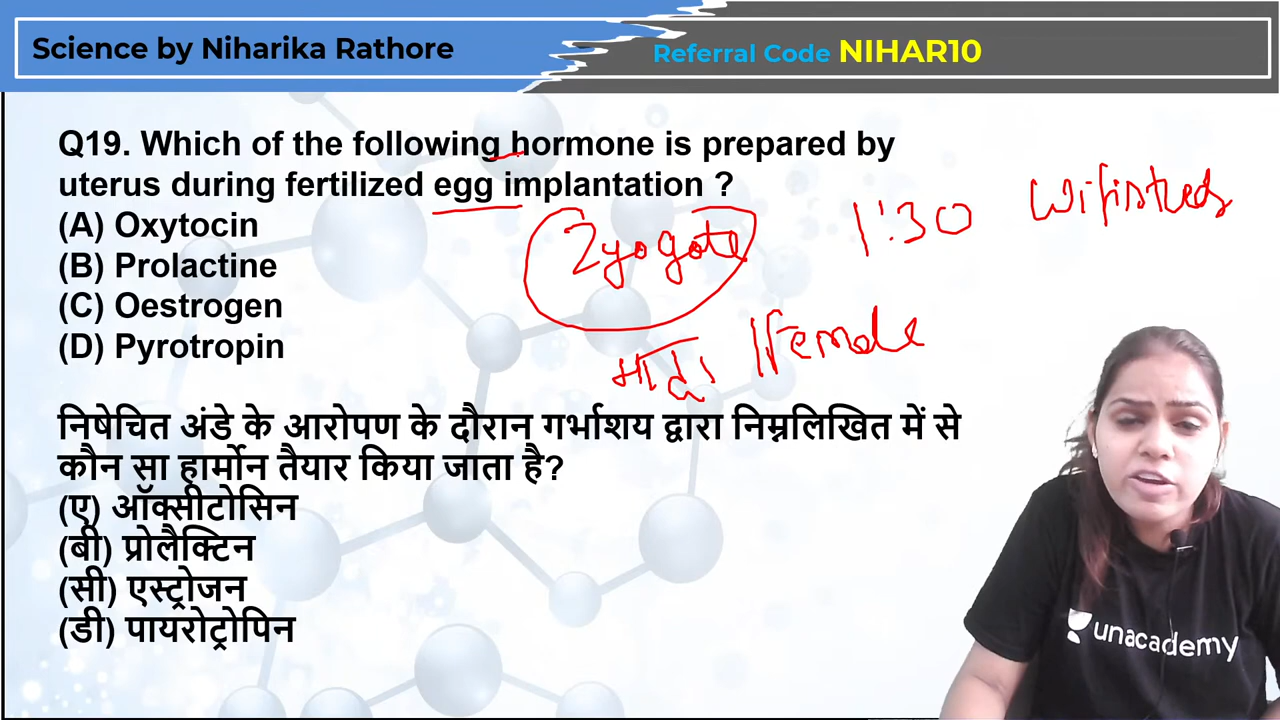 Science by Niharika Rathore
Referral Code NIHAR10
Q19. Which of the following hormone is prepared by
uterus during fertilized egg implantation ?
(A) Oxytocin
(B) Prolactine
(C) Oestrogen
(D) Pyrotropin
Zyogote
1:30
मादा / Female
निषेचित अंडे के आरोपण के दौरान गर्भाशय द्वारा निम्नलिखित में से
कौन सा हार्मोन तैयार किया जाता है?
(ए) ऑक्सीटोसिन
(बी) प्रोलैक्टिन
(सी) एस्ट्रोजन
(डी) पायरोट्रोपिन
unacademy